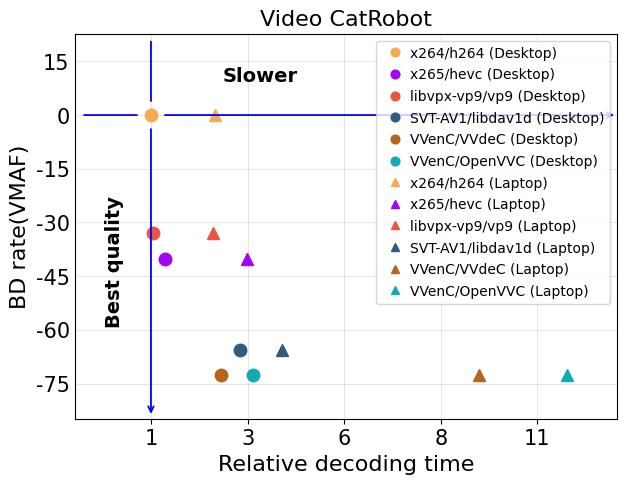 Video CatRobot
Slower
x264/h264 (Desktop)
x265/hevc (Desktop)
libvpx-vp9/vp9 (Desktop)
SVT-AV1/libdav1d (Desktop)
VVenC/VVdeC (Desktop)
VVenC/OpenVVC (Desktop)
x264/h264 (Laptop)
x265/hevc (Laptop)
libvpx-vp9/vp9 (Laptop)
SVT-AV1/libdav1d (Laptop)
VVenC/VVdeC (Laptop)
VVenC/OpenVVC (Laptop)
BD rate(VMAF)
Best quality
15
0
-15
-30
-45
-60
-75
1 3 6 8 11
Relative decoding time